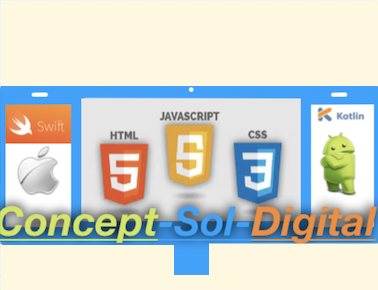 JAVASCRIPT
Swift
HTML
5
5
CSS
3
Kotlin
Concept-Sol-Digital